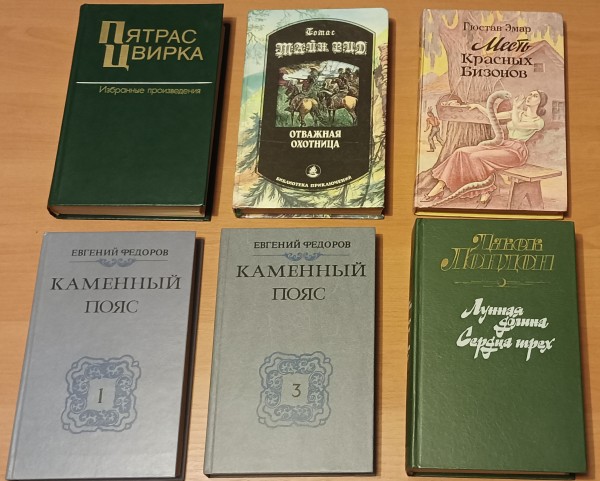 ПЯТРАС
ЦВИРКА
Избранные произведения
Томас
МАЙН РИД
ОТВАЖНАЯ
ОХОТНИЦА
БИБЛИОТЕКА ПРИКЛЮЧЕНИЙ
Гюстав Эмар
Месть
Красных
Бизонов
ЕВГЕНИЙ ФЕДОРОВ
КАМЕННЫЙ
ПОЯС
1
ЕВГЕНИЙ ФЕДОРОВ
КАМЕННЫЙ
ПОЯС
3
Джек
Лондон
Лунная
долина
Сердца трех